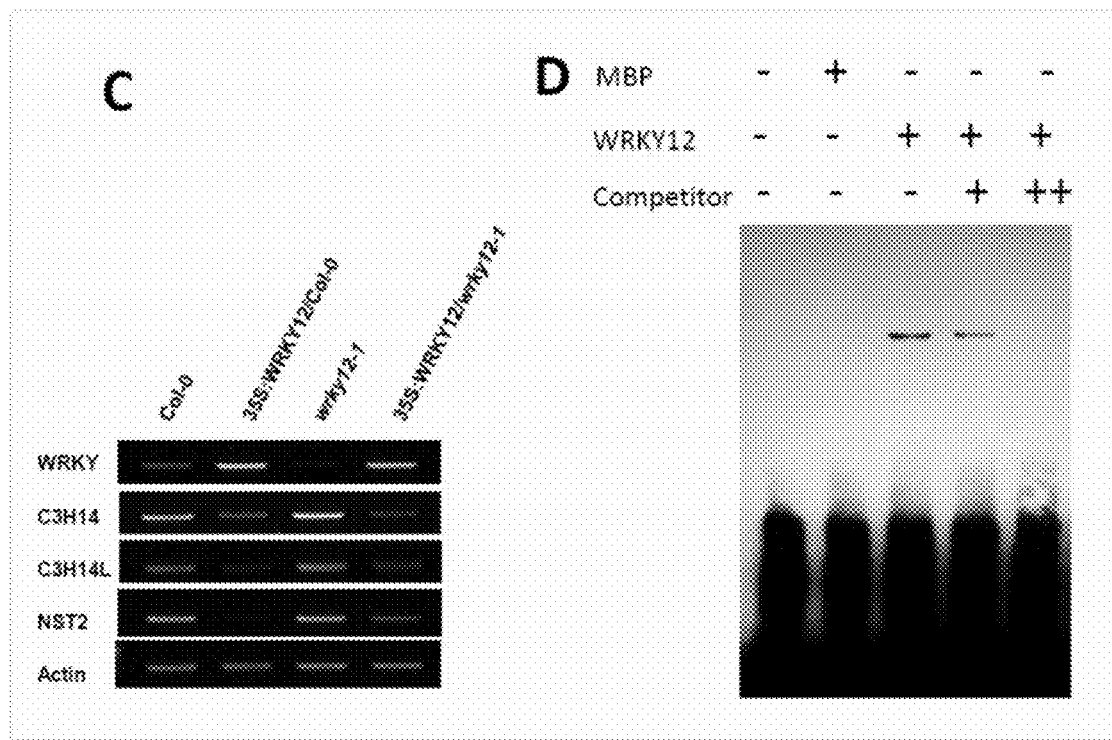 C
Col-0
35S:WRKY12/Col-0
wrky12-1
35S:WRKY12/wrky12-1
WRKY
C3H14
C3H14L
NST2
Actin
D
MBP - + - - -
WRKY12 - - + + +
Competitor - - - + ++